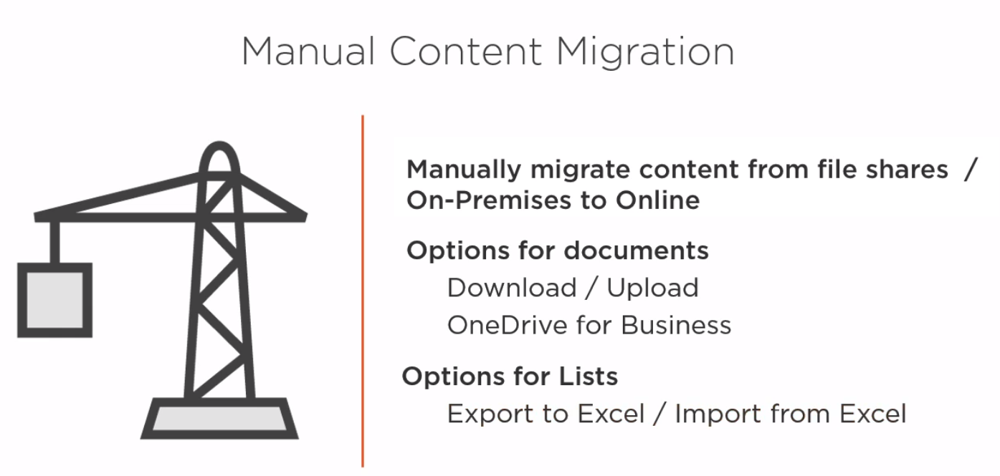 Manual Content Migration
Manually migrate content from file shares /
On-Premises to Online
Options for documents
Download / Upload
OneDrive for Business
Options for Lists
Export to Excel / Import from Excel